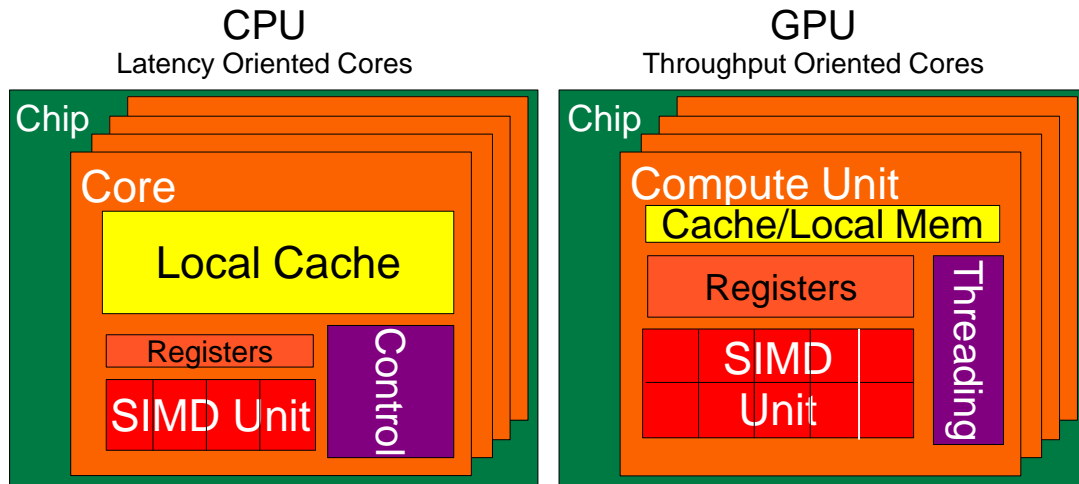 CPU
Latency Oriented Cores
Chip
Core
Local Cache
Registers
SIMD Unit
Control
GPU
Throughput Oriented Cores
Chip
Compute Unit
Cache/Local Mem
Registers
SIMD
Unit
Threading